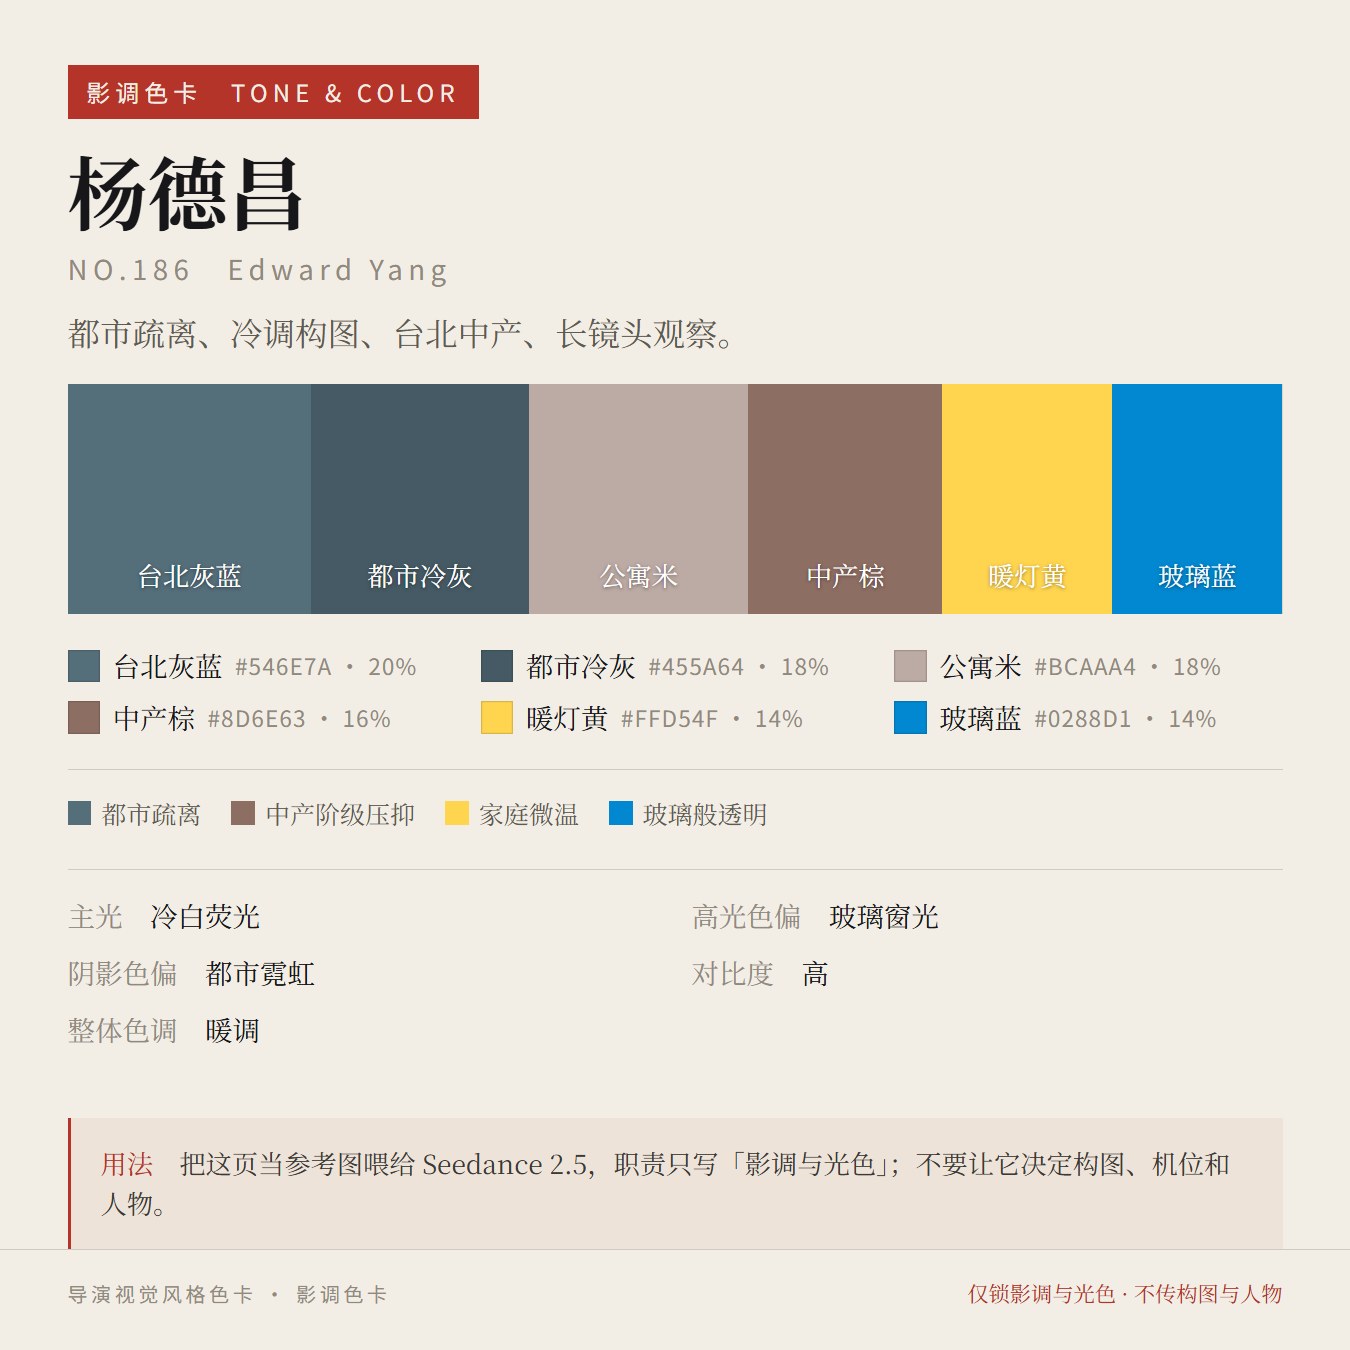 影调色卡 TONE & COLOR
杨德昌
NO.186 Edward Yang
都市疏离、冷调构图、台北中产、长镜头观察。
台北灰蓝 都市冷灰 公寓米 中产棕 暖灯黄 玻璃蓝
台北灰蓝 #546E7A · 20% 都市冷灰 #455A64 · 18% 公寓米 #BCAAA4 · 18%
中产棕 #8D6E63 · 16% 暖灯黄 #FFD54F · 14% 玻璃蓝 #0288D1 · 14%
都市疏离 中产阶级压抑 家庭微温 玻璃般透明
主光 冷白荧光 高光色偏 玻璃窗光
阴影色偏 都市霓虹 对比度 高
整体色调 暖调
用法 把这页当参考图喂给 Seedance 2.5，职责只写「影调与光色」；不要让它决定构图、机位和
人物。
导演视觉风格色卡 · 影调色卡 仅锁影调与光色 · 不传构图与人物